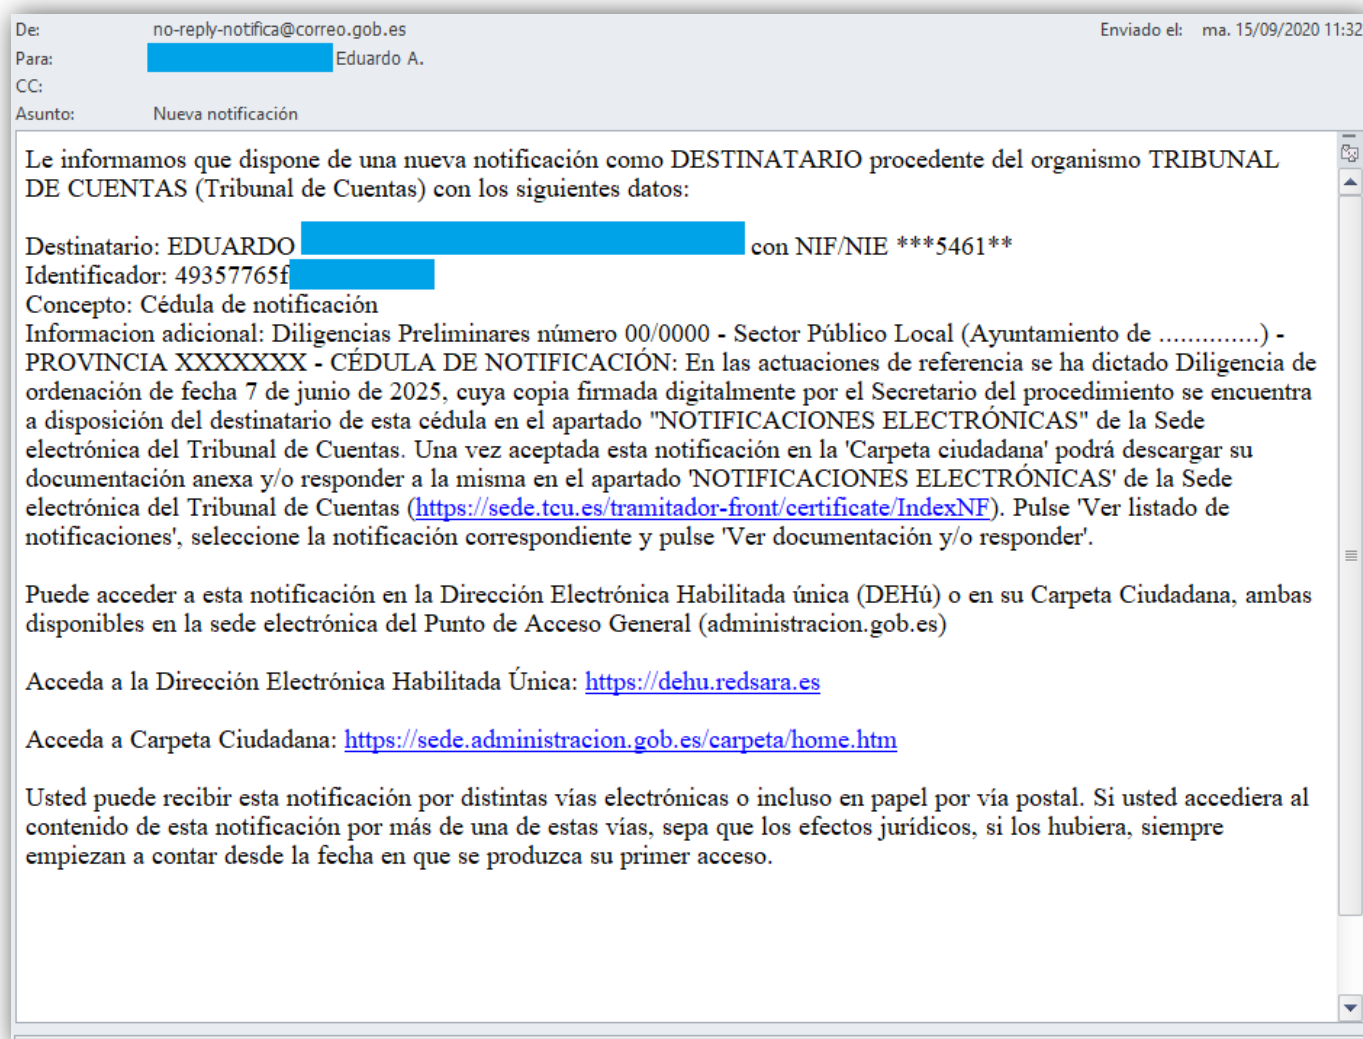 De: no-reply-notifica@correo.gob.es Enviado el: ma. 15/09/2020 11:32
Para: Eduardo A.
CC:
Asunto: Nueva notificación
Le informamos que dispone de una nueva notificación como DESTINATARIO procedente del organismo TRIBUNAL
DE CUENTAS (Tribunal de Cuentas) con los siguientes datos:
Destinatario: EDUARDO con NIF/NIE ***5461**
Identificador: 49357765f
Concepto: Cédula de notificación
Informacion adicional: Diligencias Preliminares número 00/0000 - Sector Público Local (Ayuntamiento de ..............) -
PROVINCIA XXXXXXX - CÉDULA DE NOTIFICACIÓN: En las actuaciones de referencia se ha dictado Diligencia de
ordenación de fecha 7 de junio de 2025, cuya copia firmada digitalmente por el Secretario del procedimiento se encuentra
a disposición del destinatario de esta cédula en el apartado "NOTIFICACIONES ELECTRÓNICAS" de la Sede
electrónica del Tribunal de Cuentas. Una vez aceptada esta notificación en la 'Carpeta ciudadana' podrá descargar su
documentación anexa y/o responder a la misma en el apartado 'NOTIFICACIONES ELECTRÓNICAS' de la Sede
electrónica del Tribunal de Cuentas (https://sede.tcu.es/tramitador-front/certificate/IndexNF). Pulse 'Ver listado de
notificaciones', seleccione la notificación correspondiente y pulse 'Ver documentación y/o responder'.
Puede acceder a esta notificación en la Dirección Electrónica Habilitada única (DEHú) o en su Carpeta Ciudadana, ambas
disponibles en la sede electrónica del Punto de Acceso General (administracion.gob.es)
Acceda a la Dirección Electrónica Habilitada Única: https://dehu.redsara.es
Acceda a Carpeta Ciudadana: https://sede.administracion.gob.es/carpeta/home.htm
Usted puede recibir esta notificación por distintas vías electrónicas o incluso en papel por vía postal. Si usted accediera al
contenido de esta notificación por más de una de estas vías, sepa que los efectos jurídicos, si los hubiera, siempre
empiezan a contar desde la fecha en que se produzca su primer acceso.